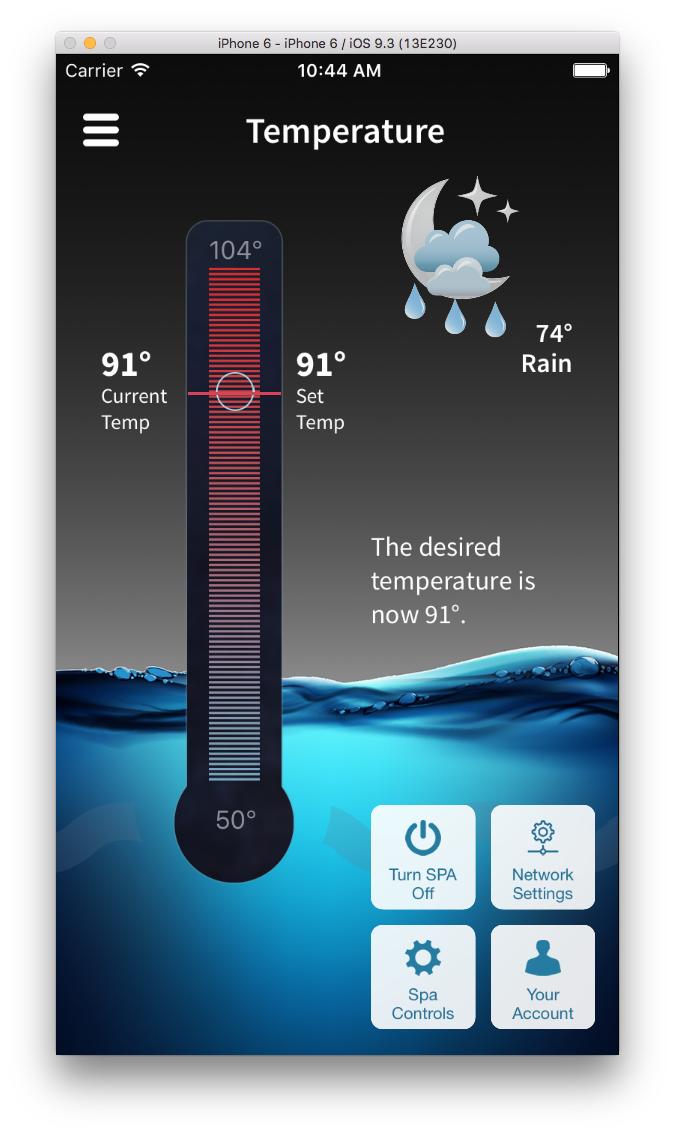 iPhone 6 - iPhone 6 / iOS 9.3 (13E230)
Carrier 10:44 AM
Temperature
104°
74°
Rain
91°
Current
Temp
91°
Set
Temp
The desired
temperature is
now 91°.
50°
Turn SPA
Off
Network
Settings
Spa
Controls
Your
Account